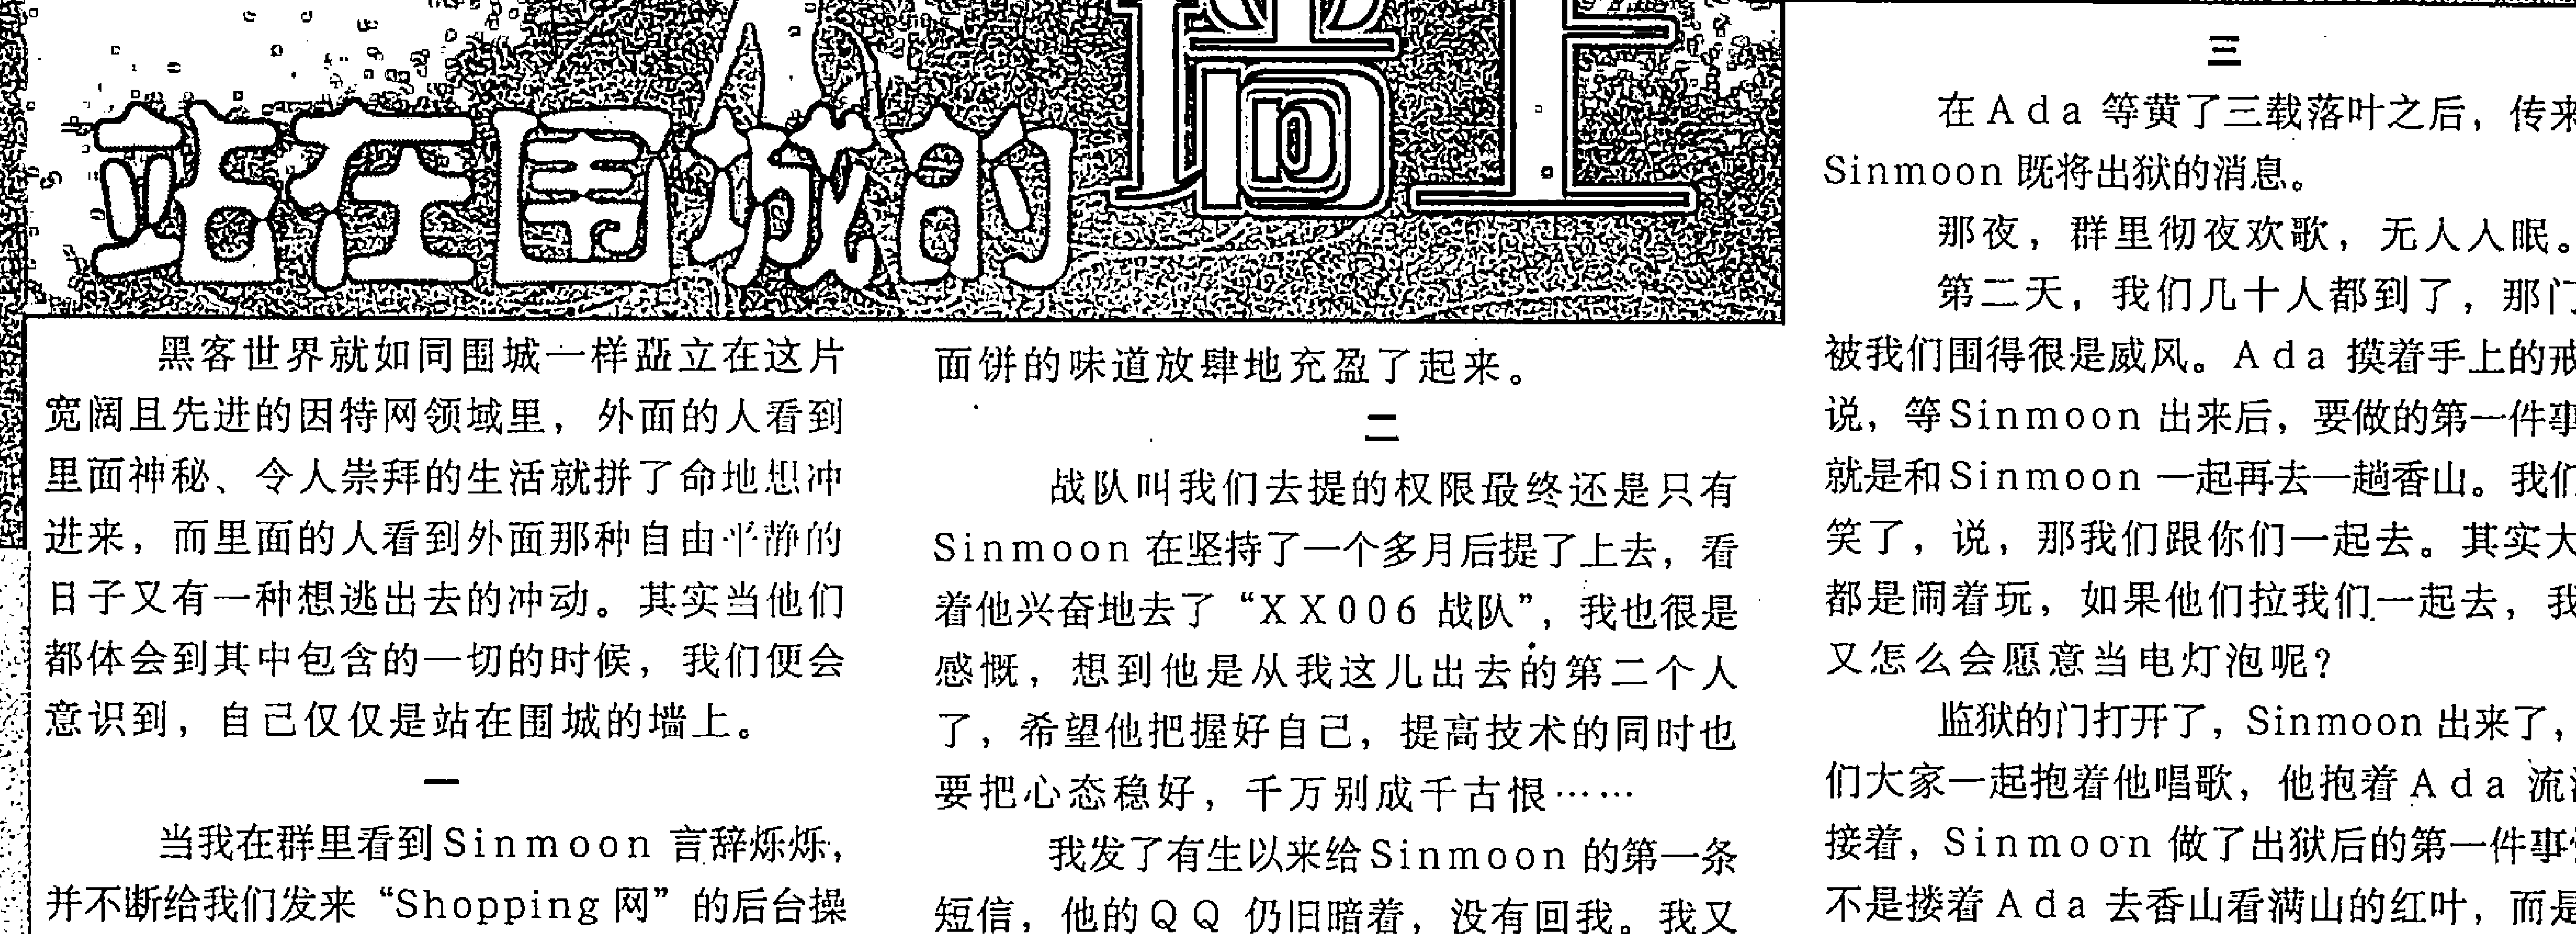 站在围城的墙上
黑客世界就如同围城一样矗立在这片
宽阔且先进的因特网领域里，外面的人看到
里面神秘、令人崇拜的生活就拼了命地想冲
进来，而里面的人看到外面那种自由平静的
日子又有一种想逃出去的冲动。其实当他们
都体会到其中包含的一切的时候，我们便会
意识到，自己仅仅是站在围城的墙上。
一
当我在群里看到Sinmoon 言辞烁烁，
并不断给我们发来“Shopping 网”的后台操
面饼的味道放肆地充盈了起来。
二
战队叫我们去提的权限最终还是只有
Sinmoon 在坚持了一个多月后提了上去，看
着他兴奋地去了“XX006 战队”，我也很是
感慨，想到他是从我这儿出去的第二个人
了，希望他把握好自己，提高技术的同时也
要把心态稳好，千万别成千古恨……
我发了有生以来给Sinmoon 的第一条
短信，他的QQ 仍旧暗着，没有回我。我又
三
在Ada 等黄了三载落叶之后，传来
Sinmoon 既将出狱的消息。
那夜，群里彻夜欢歌，无人入眠。
第二天，我们几十人都到了，那门
被我们围得很是威风。Ada 摸着手上的戒
说，等Sinmoon 出来后，要做的第一件事
就是和Sinmoon 一起再去一趟香山。我们
笑了，说，那我们跟你们一起去。其实大
都是闹着玩，如果他们拉我们一起去，我
又怎么会愿意当电灯泡呢？
监狱的门打开了，Sinmoon 出来了，
们大家一起抱着他唱歌，他抱着Ada 流
接着，Sinmoon 做了出狱后的第一件事
不是搂着Ada 去香山看满山的红叶，而是